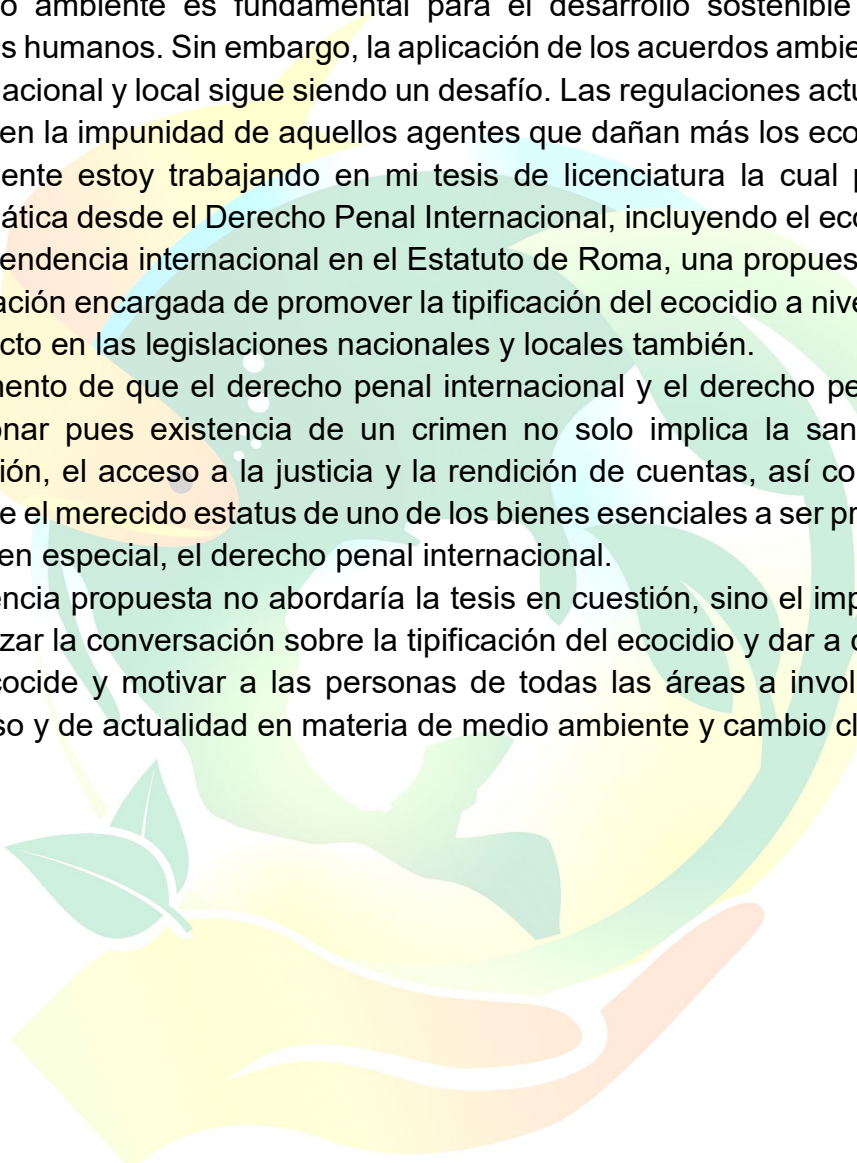 o ambiente es fundamental para el desarrollo sostenible
s humanos. Sin embargo, la aplicación de los acuerdos ambie
acional y local sigue siendo un desafío. Las regulaciones actu
en la impunidad de aquellos agentes que dañan más los eco
ente estoy trabajando en mi tesis de licenciatura la cual p
ática desde el Derecho Penal Internacional, incluyendo el eco
endencia internacional en el Estatuto de Roma, una propues
ación encargada de promover la tipificación del ecocidio a nive
cto en las legislaciones nacionales y locales también.
ento de que el derecho penal internacional y el derecho pe
onar pues existencia de un crimen no solo implica la san
ión, el acceso a la justicia y la rendición de cuentas, así co
e el merecido estatus de uno de los bienes esenciales a ser pr
en especial, el derecho penal internacional.
encia propuesta no abordaría la tesis en cuestión, sino el imp
zar la conversación sobre la tipificación del ecocidio y dar a c
cocide y motivar a las personas de todas las áreas a invol
so y de actualidad en materia de medio ambiente y cambio cl